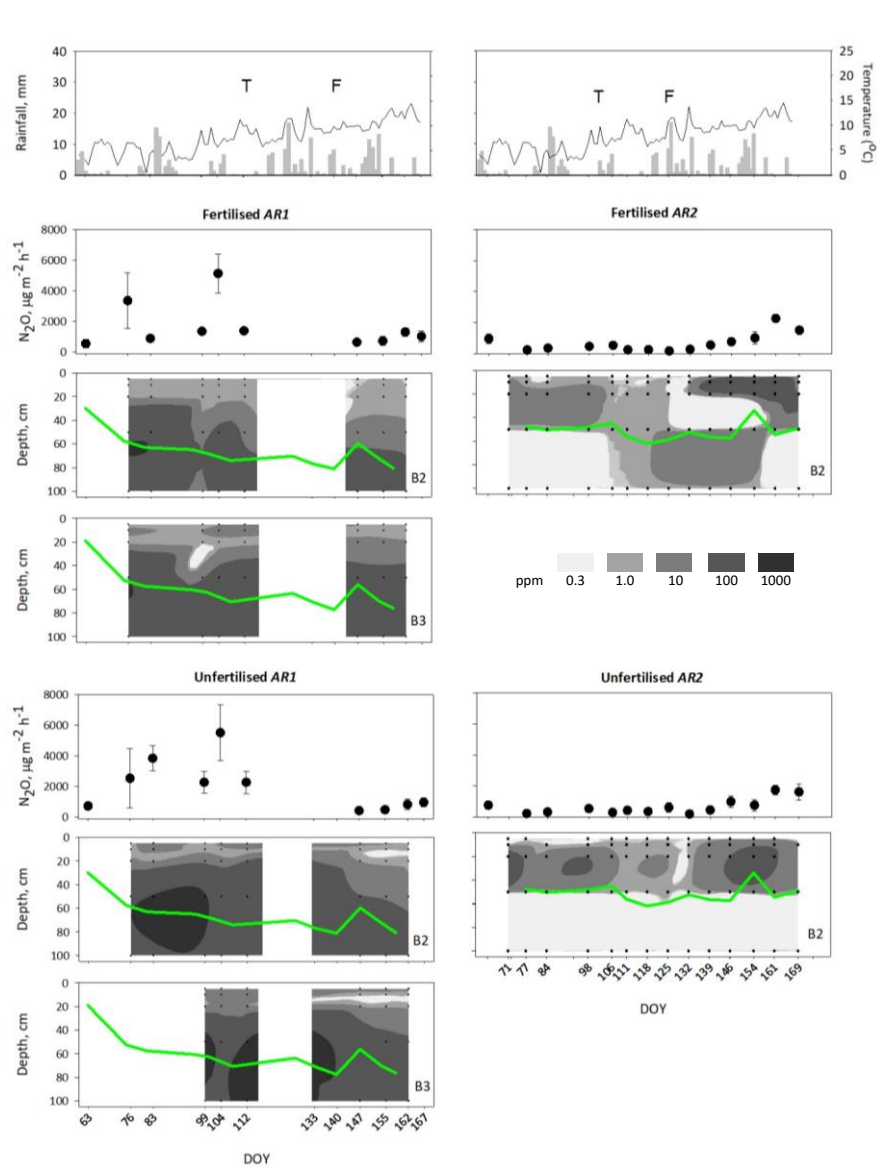 40
30
20
10
0
Rainfall, mm
T F
T F
25
20
15
10
5
0
Temperature (°C)
Fertilised AR1
Fertilised AR2
8000
6000
4000
2000
0
N2O, µg m-2 h-1
0
20
40
60
80
100
Depth, cm
B2
B2
0
20
40
60
80
100
Depth, cm
B3
ppm 0.3 1.0 10 100 1000
Unfertilised AR1
Unfertilised AR2
8000
6000
4000
2000
0
N2O, µg m-2 h-1
0
20
40
60
80
100
Depth, cm
B2
B2
71 77 84 98 106 111 118 125 132 139 146 154 161 169
DOY
0
20
40
60
80
100
Depth, cm
B3
63 76 83 99 104 112 133 140 147 155 162 167
DOY